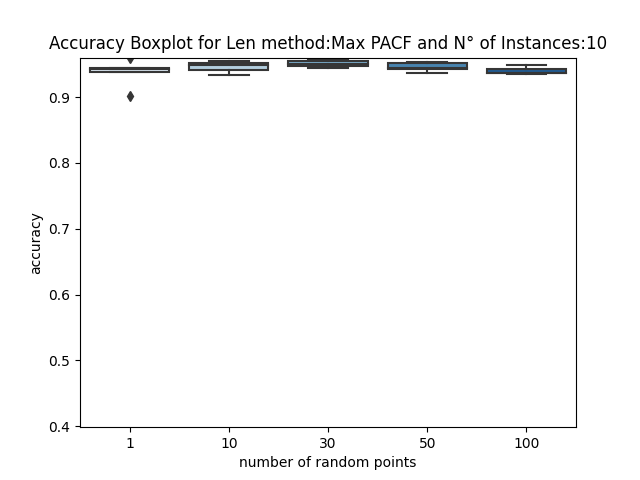 Accuracy Boxplot for Len method:Max PACF and N° of Instances:10
accuracy
0.9
0.8
0.7
0.6
0.5
0.4
1 10 30 50 100
number of random points